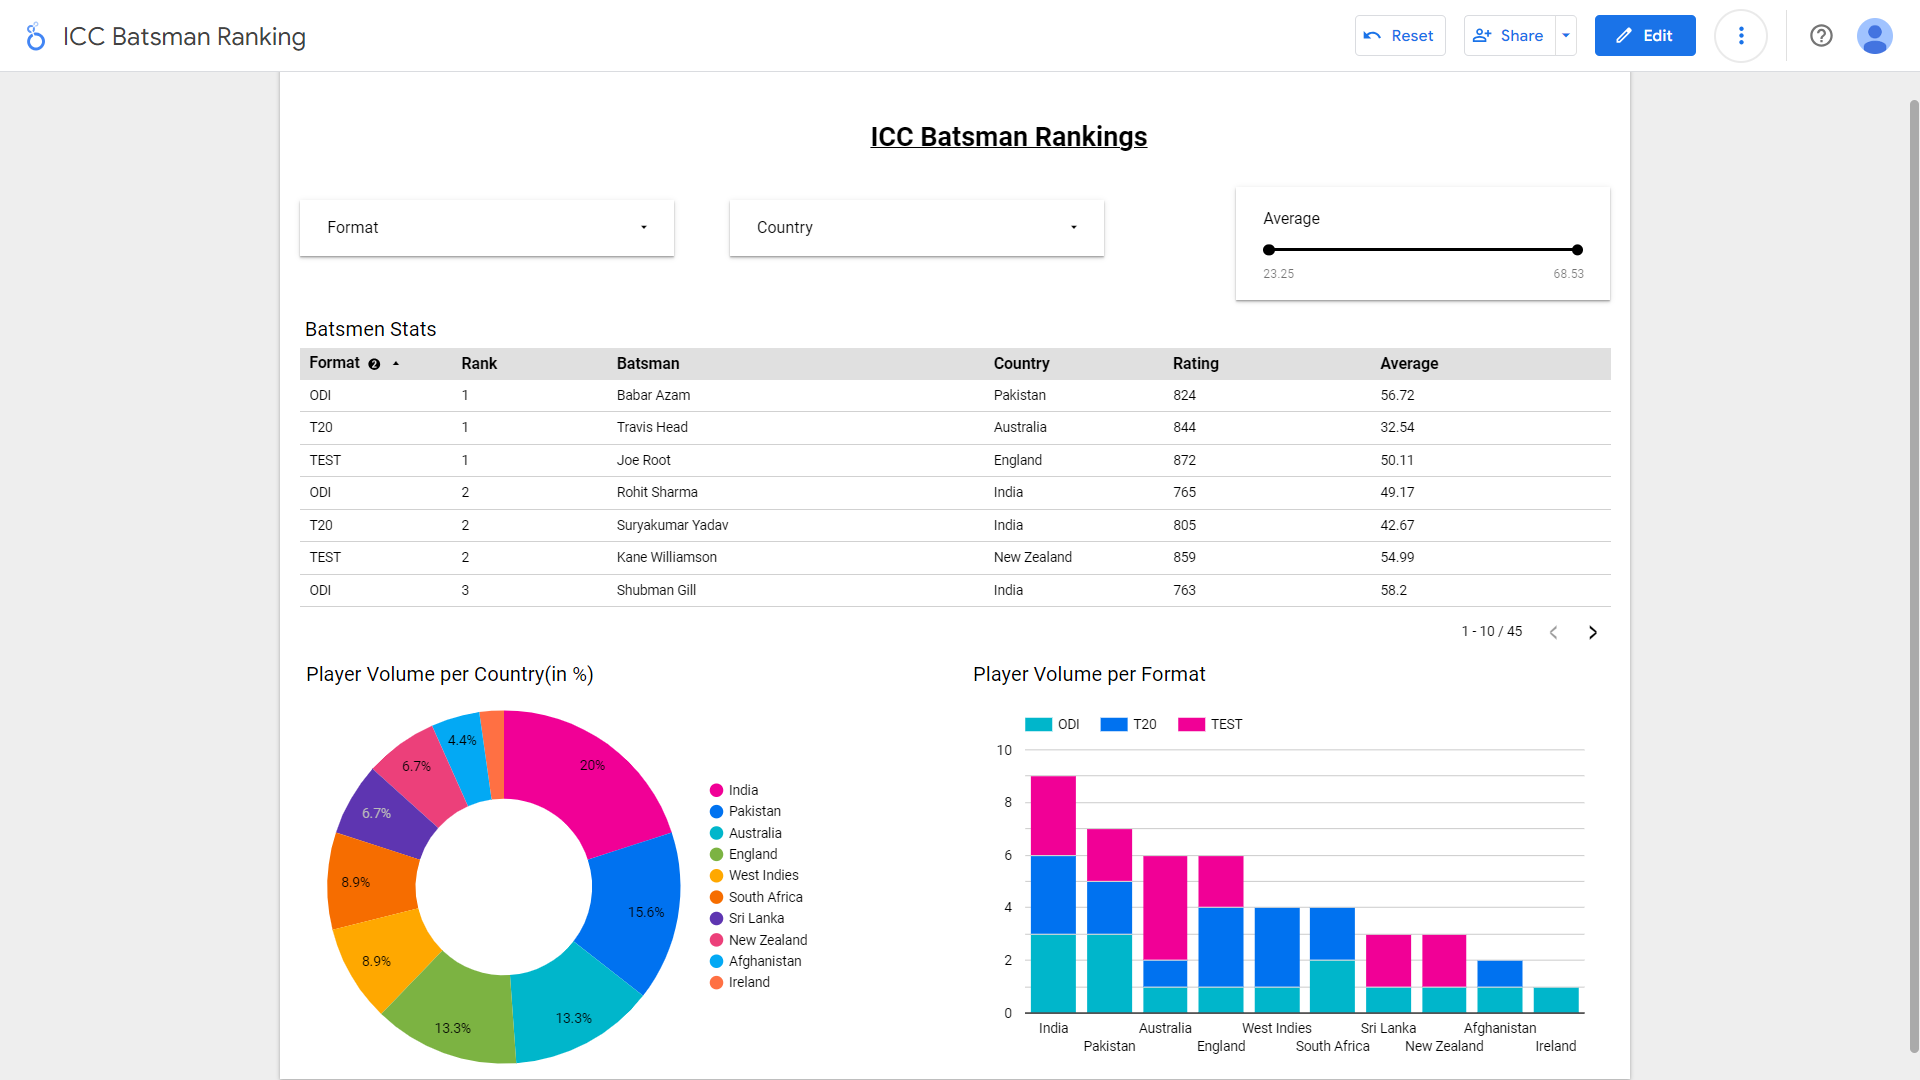 ICC Batsman Ranking
Reset
Share
Edit
ICC Batsman Rankings
Format
Country
Average
23.25 68.53
Batsmen Stats
Format 2 Rank Batsman Country Rating Average
ODI 1 Babar Azam Pakistan 824 56.72
T20 1 Travis Head Australia 844 32.54
TEST 1 Joe Root England 872 50.11
ODI 2 Rohit Sharma India 765 49.17
T20 2 Suryakumar Yadav India 805 42.67
TEST 2 Kane Williamson New Zealand 859 54.99
ODI 3 Shubman Gill India 763 58.2
1 - 10 / 45
Player Volume per Country(in %)
20%
15.6%
13.3%
13.3%
8.9%
8.9%
6.7%
6.7%
4.4%
India
Pakistan
Australia
England
West Indies
South Africa
Sri Lanka
New Zealand
Afghanistan
Ireland
Player Volume per Format
ODI T20 TEST
10
8
6
4
2
0
India Australia West Indies Sri Lanka Afghanistan
Pakistan England South Africa New Zealand Ireland